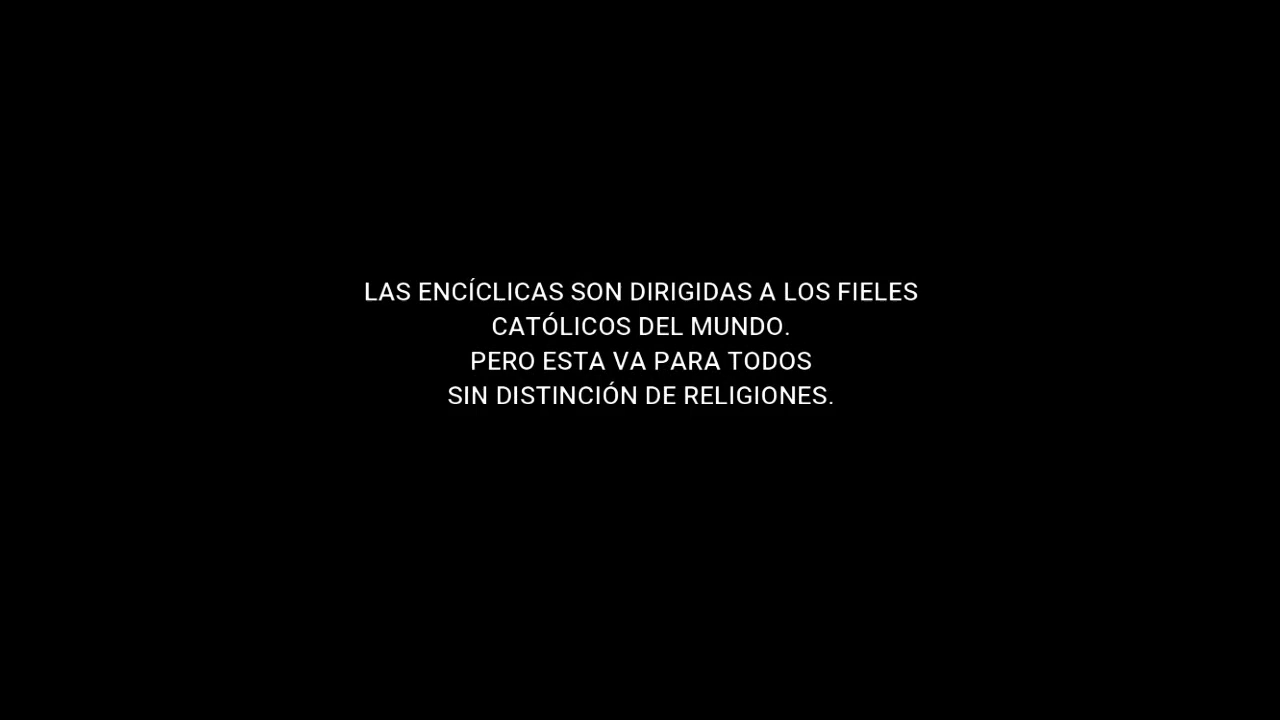 LAS ENCÍCLICAS SON DIRIGIDAS A LOS FIELES
CATÓLICOS DEL MUNDO.
PERO ESTA VA PARA TODOS
SIN DISTINCIÓN DE RELIGIONES.